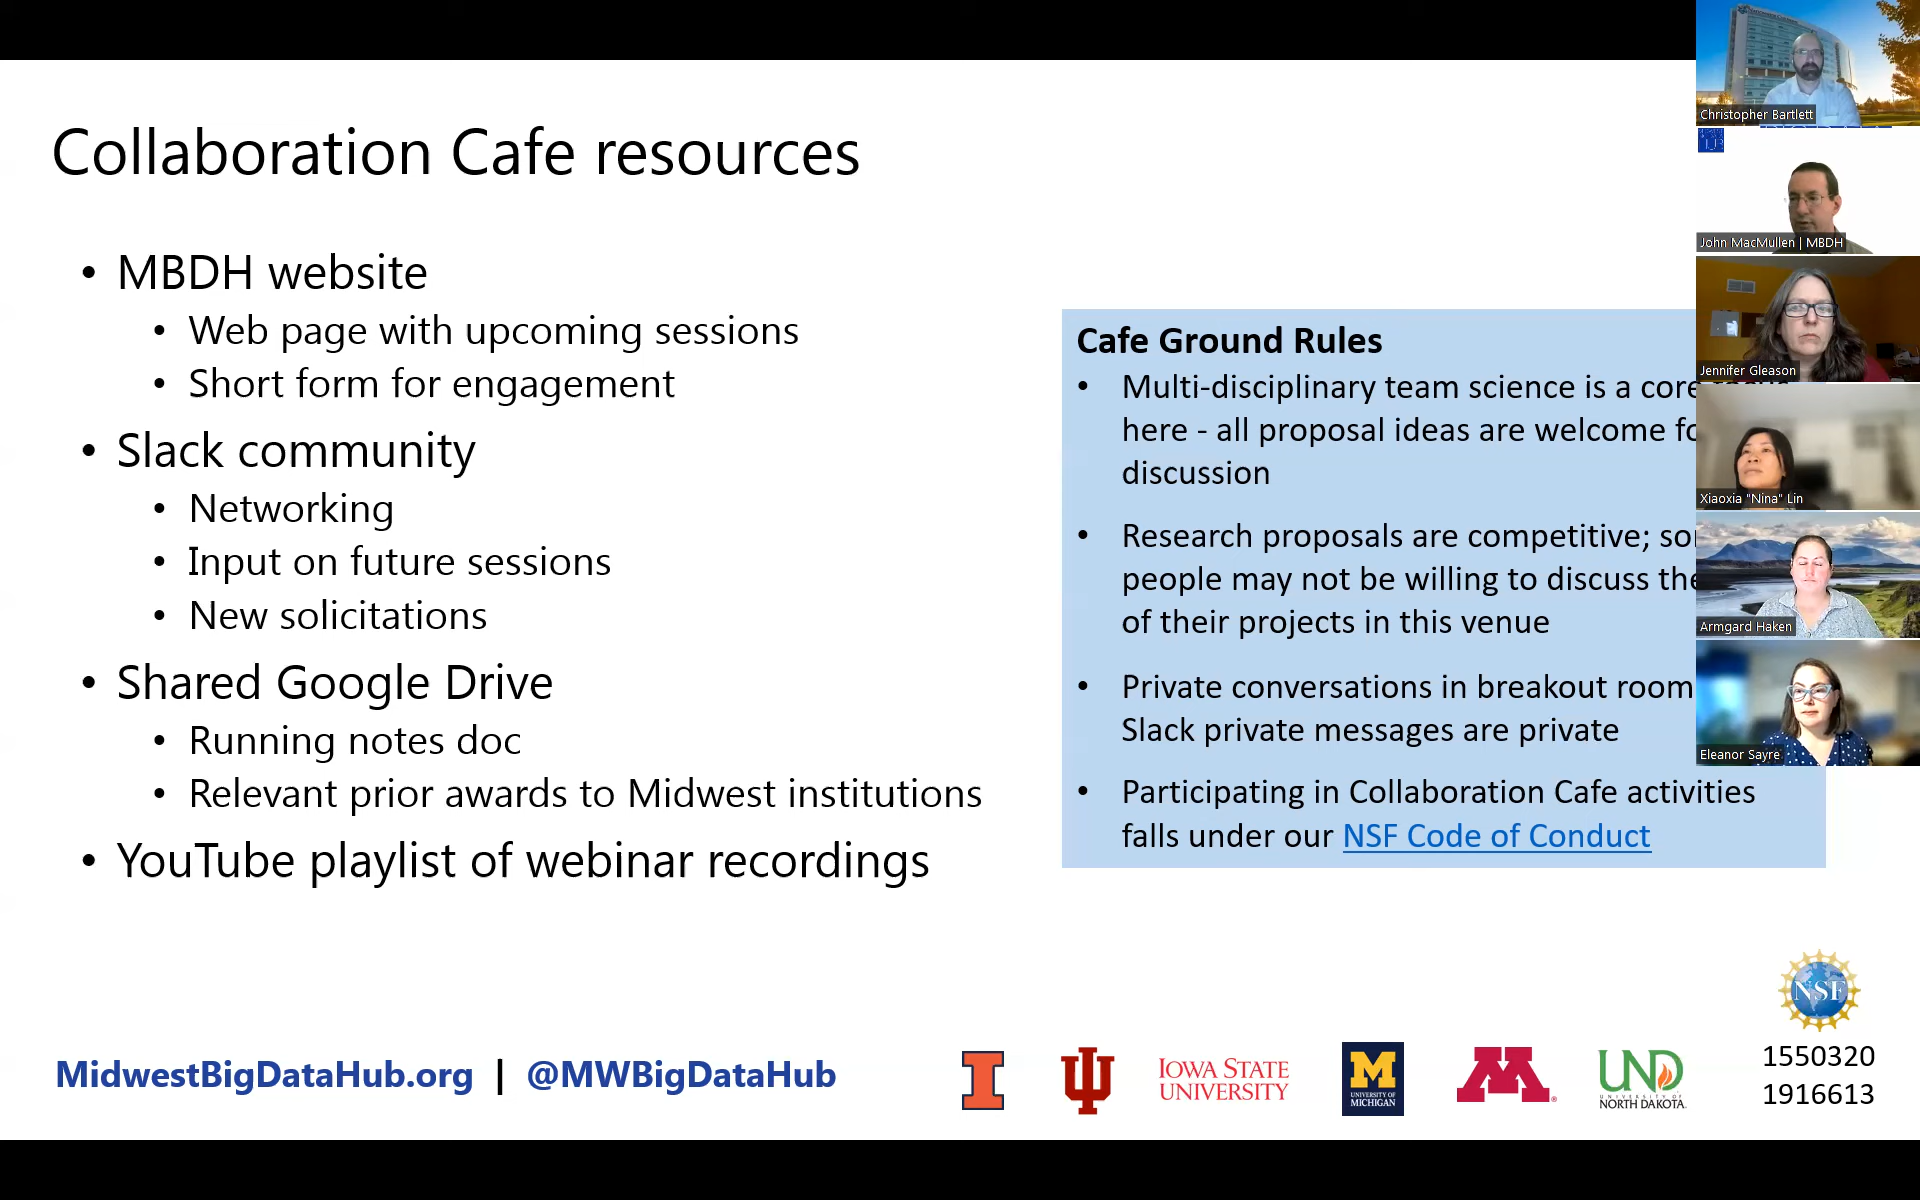 Collaboration Cafe resources
• MBDH website
• Web page with upcoming sessions
• Short form for engagement
• Slack community
• Networking
• Input on future sessions
• New solicitations
• Shared Google Drive
• Running notes doc
• Relevant prior awards to Midwest institutions
• YouTube playlist of webinar recordings
Cafe Ground Rules
• Multi-disciplinary team science is a core
here - all proposal ideas are welcome
discussion
• Research proposals are competitive;
people may not be willing to discuss
of their projects in this venue
• Private conversations in breakout
Slack private messages are private
• Participating in Collaboration Cafe activities
falls under our NSF Code of Conduct
Christopher Bartlett
John MacMullen | MBDH
Jennifer Gleason
Xiaoxia "Nina" Lin
Armgard Haken
Eleanor Sayre
MidwestBigDataHub.org | @MWBigDataHub
I
IOWA STATE
UNIVERSITY
M
UNIVERSITY OF
MICHIGAN
M
UND
UNIVERSITY OF
NORTH DAKOTA
NSF
1550320
1916613